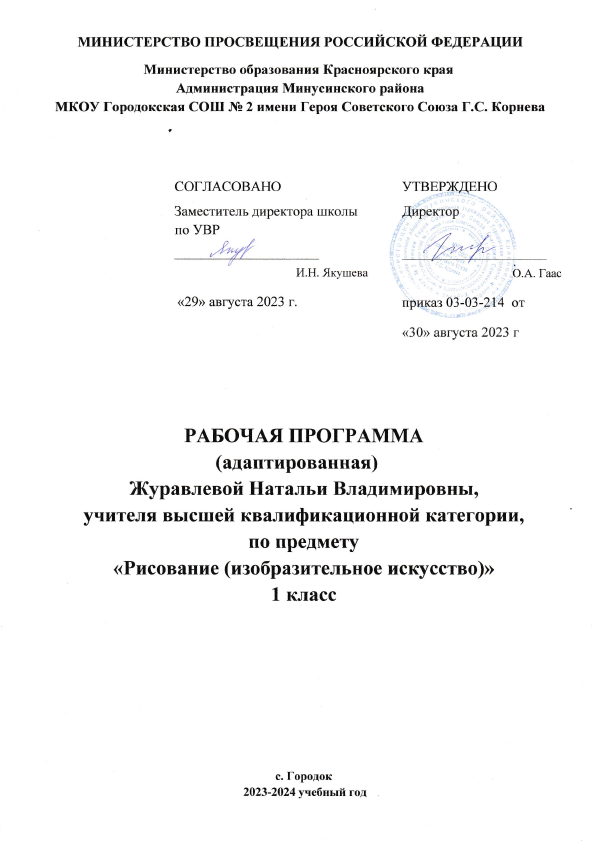 МИНИСТЕРСТВО ПРОСВЕЩЕНИЯ РОССИЙСКОЙ ФЕДЕРАЦИИ
Министерство образования Красноярского края
Администрация Минусинского района
МКОУ Городокская СОШ № 2 имени Героя Советского Союза Г.С. Корнева
СОГЛАСОВАНО
Заместитель директора школы
по УВР
И.Н. Якушева
«29» августа 2023 г.
УТВЕРЖДЕНО
Директор
О.А. Гаас
приказ 03-03-214 от
«30» августа 2023 г
РАБОЧАЯ ПРОГРАММА
(адаптированная)
Журавлевой Натальи Владимировны,
учителя высшей квалификационной категории,
по предмету
«Рисование (изобразительное искусство)»
1 класс
с. Городок
2023-2024 учебный год